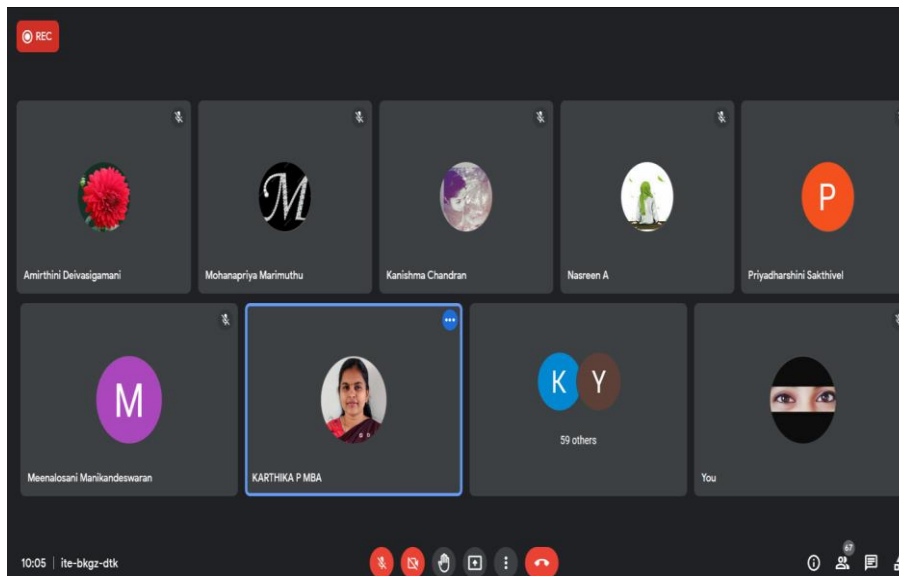 REC
M
P
Amirthini Deivasigamani
Mohanapriya Marimuthu
Kanishma Chandran
Nasreen A
Priyadharshini Sakthivel
M
K Y
59 others
Meenalosani Manikandeswaran
KARTHIKA P MBA
You
10:05 | ite-bkgz-dtk
67